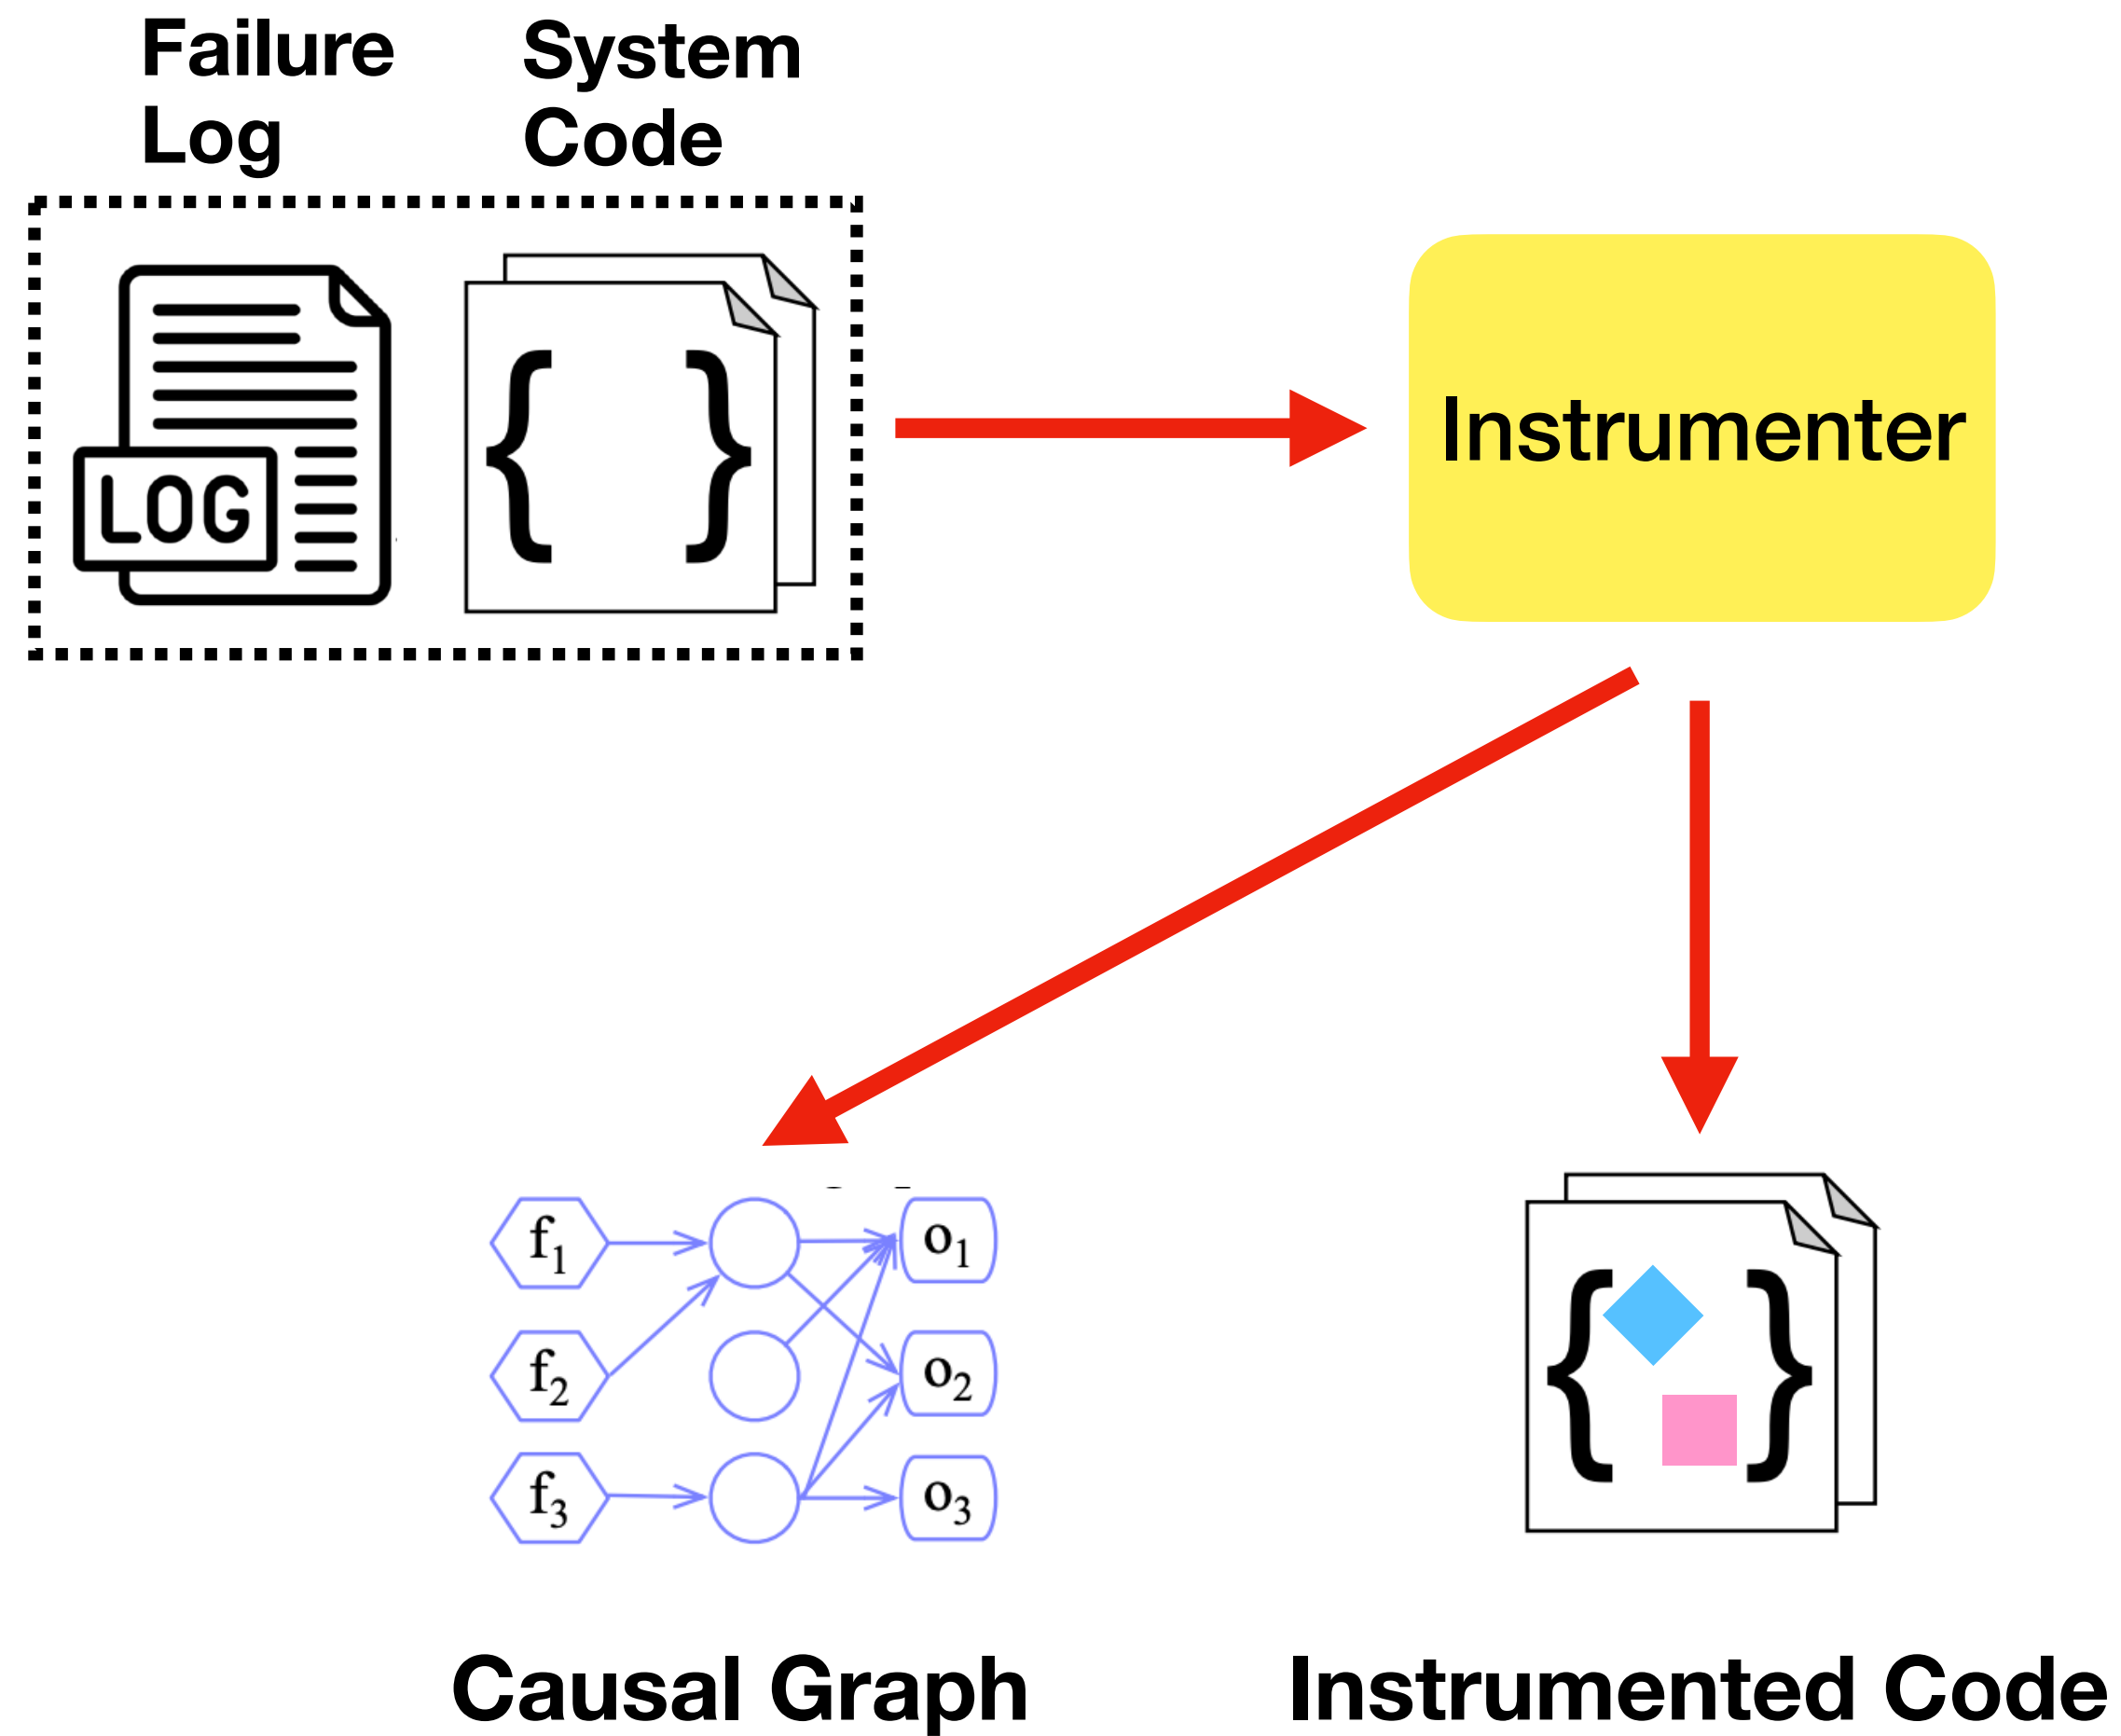 Failure
Log
System
Code
LOG
{ }
Instrumenter
f1
o1
f2
o2
f3
o3
{ }
Causal Graph
Instrumented Code